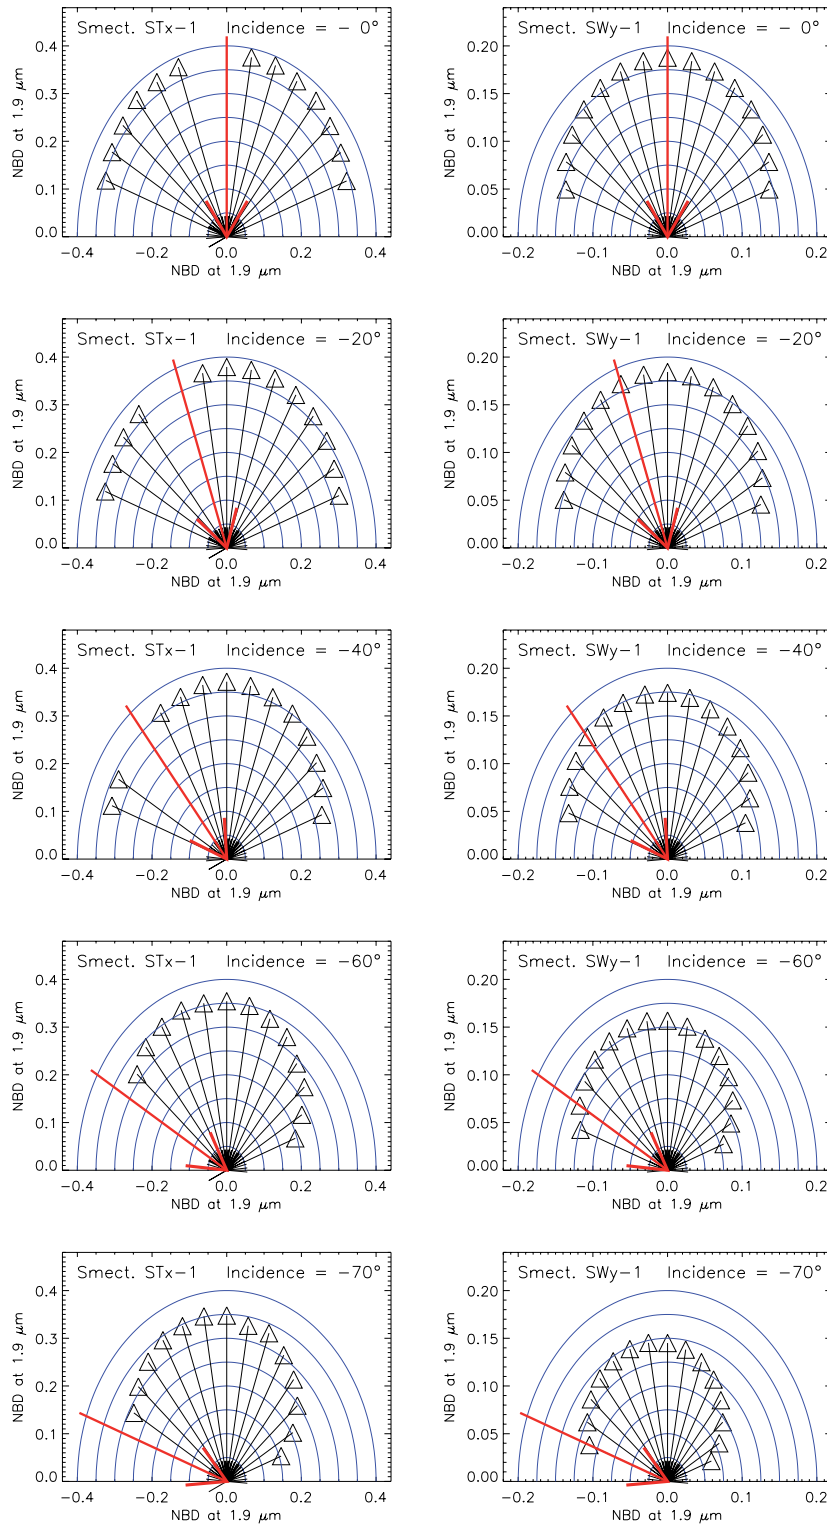 Smect. STx-1 Incidence = - 0°
0.4
0.3
0.2
0.1
0.0
NBD at 1.9 μm
-0.4 -0.2 0.0 0.2 0.4
NBD at 1.9 μm
Smect. SWy-1 Incidence = - 0°
0.20
0.15
0.10
0.05
0.00
NBD at 1.9 μm
-0.2 -0.1 0.0 0.1 0.2
NBD at 1.9 μm
Smect. STx-1 Incidence = -20°
0.4
0.3
0.2
0.1
0.0
NBD at 1.9 μm
-0.4 -0.2 0.0 0.2 0.4
NBD at 1.9 μm
Smect. SWy-1 Incidence = -20°
0.20
0.15
0.10
0.05
0.00
NBD at 1.9 μm
-0.2 -0.1 0.0 0.1 0.2
NBD at 1.9 μm
Smect. STx-1 Incidence = -40°
0.4
0.3
0.2
0.1
0.0
NBD at 1.9 μm
-0.4 -0.2 0.0 0.2 0.4
NBD at 1.9 μm
Smect. SWy-1 Incidence = -40°
0.20
0.15
0.10
0.05
0.00
NBD at 1.9 μm
-0.2 -0.1 0.0 0.1 0.2
NBD at 1.9 μm
Smect. STx-1 Incidence = -60°
0.4
0.3
0.2
0.1
0.0
NBD at 1.9 μm
-0.4 -0.2 0.0 0.2 0.4
NBD at 1.9 μm
Smect. SWy-1 Incidence = -60°
0.20
0.15
0.10
0.05
0.00
NBD at 1.9 μm
-0.2 -0.1 0.0 0.1 0.2
NBD at 1.9 μm
Smect. STx-1 Incidence = -70°
0.4
0.3
0.2
0.1
0.0
NBD at 1.9 μm
-0.4 -0.2 0.0 0.2 0.4
NBD at 1.9 μm
Smect. SWy-1 Incidence = -70°
0.20
0.15
0.10
0.05
0.00
NBD at 1.9 μm
-0.2 -0.1 0.0 0.1 0.2
NBD at 1.9 μm